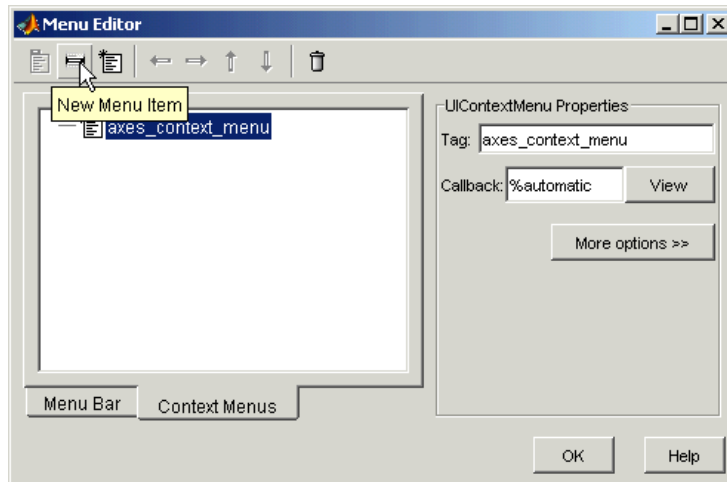 Menu Editor
New Menu Item
axes_context_menu
UIContextMenu Properties
Tag: axes_context_menu
Callback: %automatic View
More options >>
Menu Bar Context Menus
OK Help